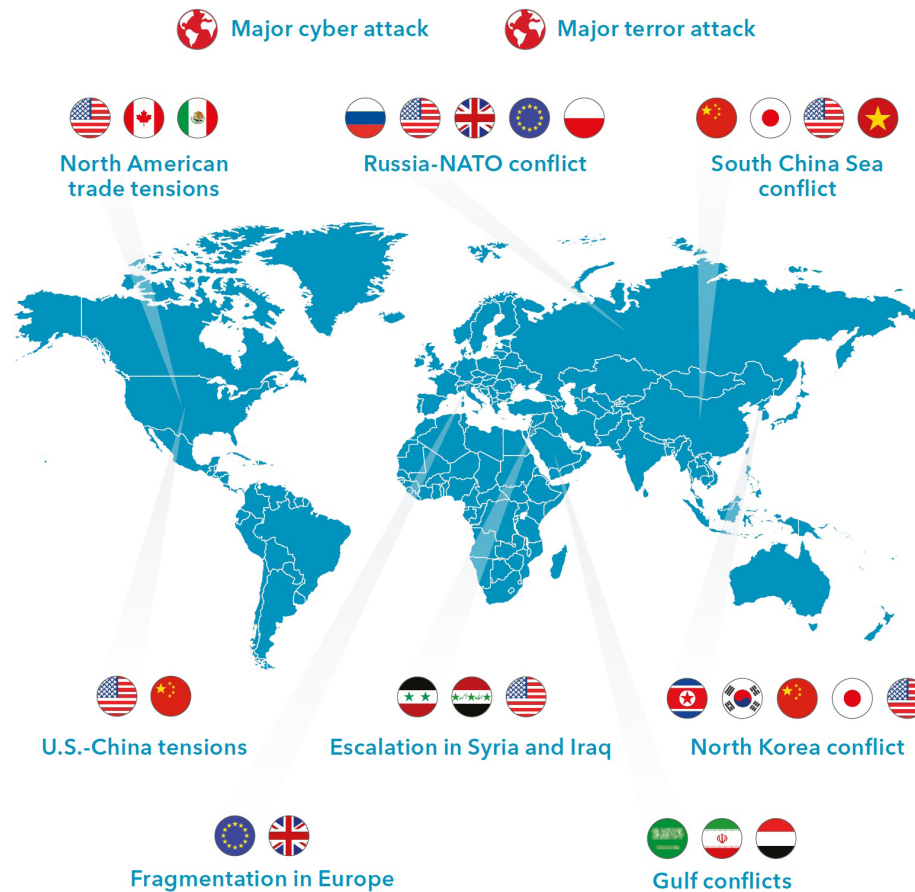 Major cyber attack
Major terror attack
North American
trade tensions
Russia-NATO conflict
South China Sea
conflict
U.S.-China tensions
Escalation in Syria and Iraq
North Korea conflict
Fragmentation in Europe
Gulf conflicts